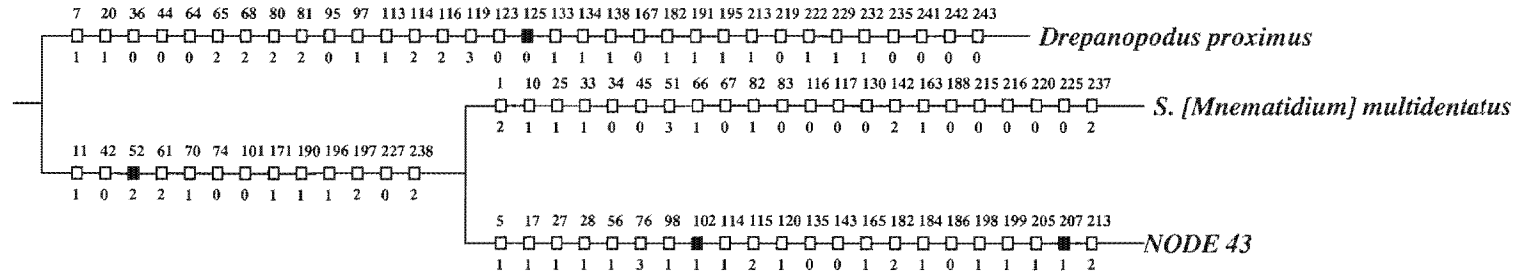 7 20 36 44 64 65 68 80 81 95 97 113 114 116 119 123 125 133 134 138 167 182 191 195 213 219 222 229 232 235 241 242 243
Drepanopodus proximus
1 1 0 0 0 2 2 2 2 0 1 1 2 2 3 0 0 1 1 1 0 1 1 1 1 0 1 1 1 0 0 0 0
1 10 25 33 34 45 51 66 67 82 83 116 117 130 142 163 188 215 216 220 225 237
S. [Mnematidium] multidentatus
2 1 1 1 0 0 3 1 0 1 0 0 0 0 2 1 0 0 0 0 0 2
11 42 52 61 70 74 101 171 190 196 197 227 238
1 0 2 2 1 0 0 1 1 1 2 0 2
5 17 27 28 56 76 98 102 114 115 120 135 143 165 182 184 186 198 199 205 207 213
NODE 43
1 1 1 1 1 3 1 1 1 2 1 0 0 1 2 1 0 1 1 1 1 2